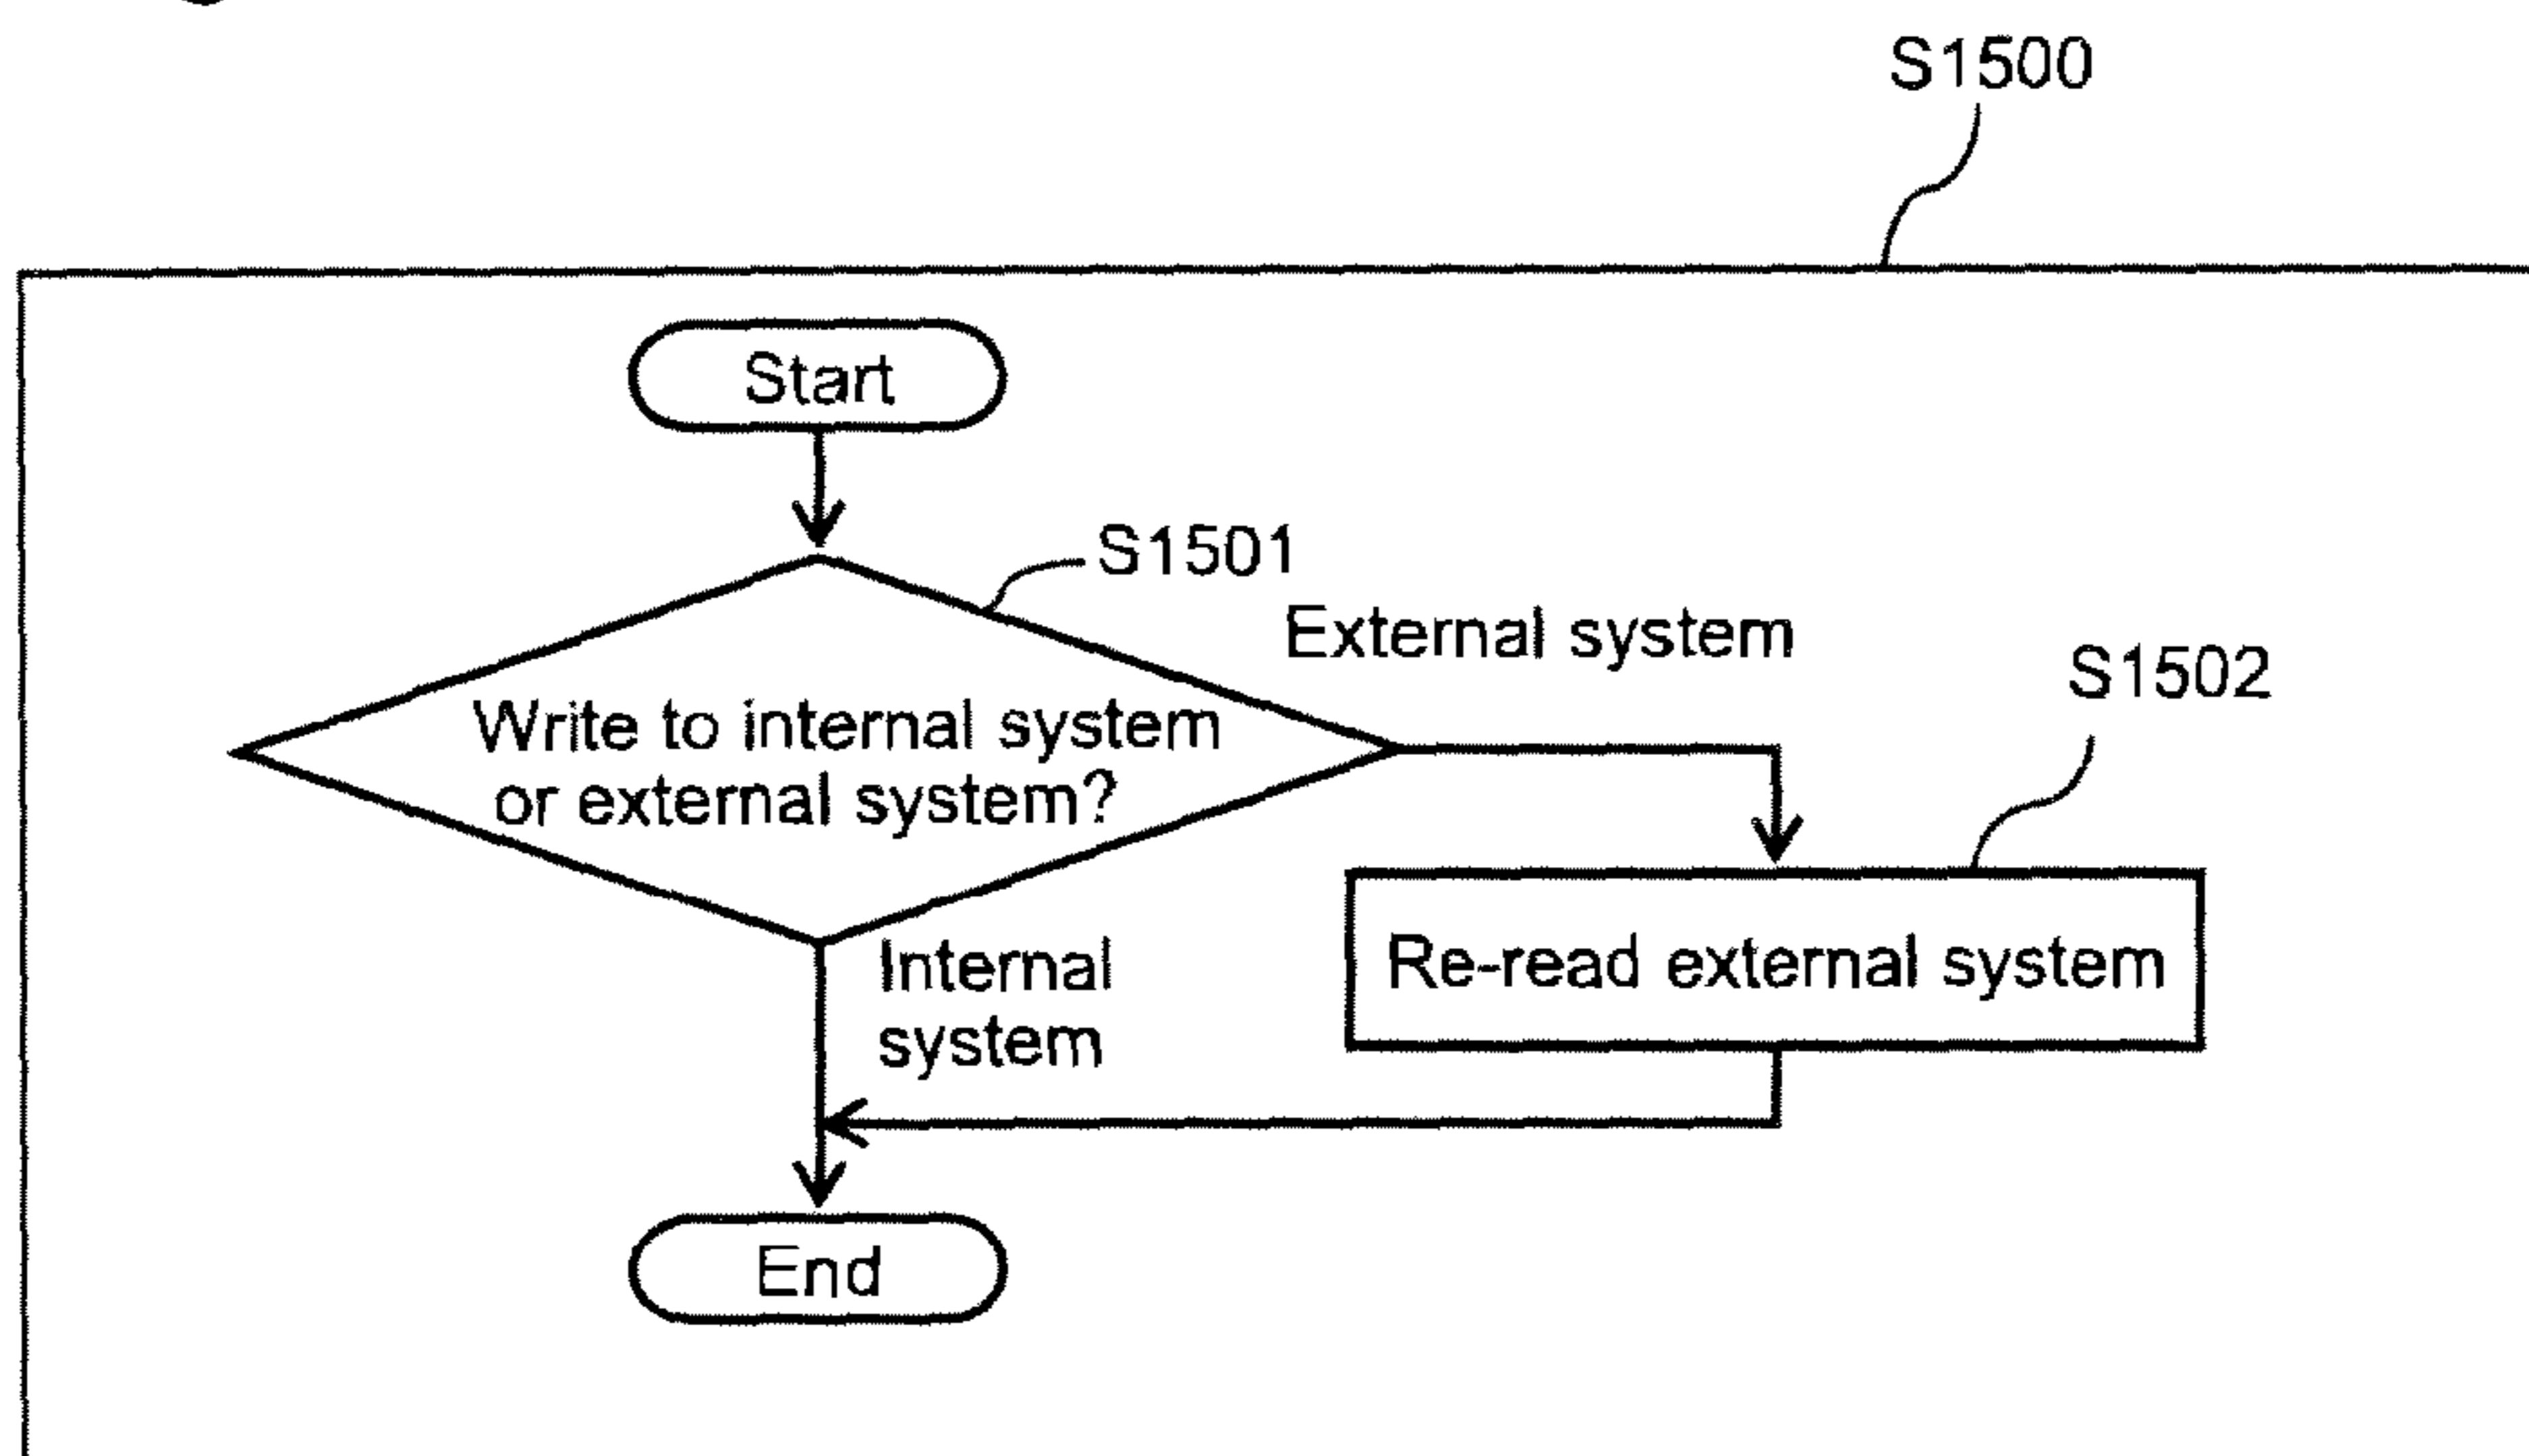 S1500
Start
S1501
External system
S1502
Write to internal system
or external system?
Internal
system
Re-read external system
End